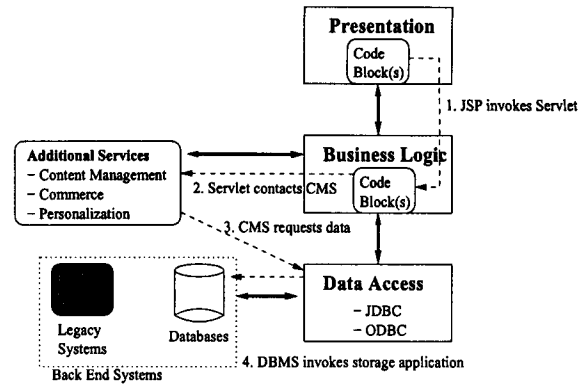 Presentation
Code
Block(s)
1. JSP invokes Servlet
Additional Services
– Content Management
– Commerce
– Personalization
Business Logic
2. Servlet contacts CMS
Code
Block(s)
3. CMS requests data
Data Access
– JDBC
– ODBC
Legacy
Systems
Databases
4. DBMS invokes storage application
Back End Systems